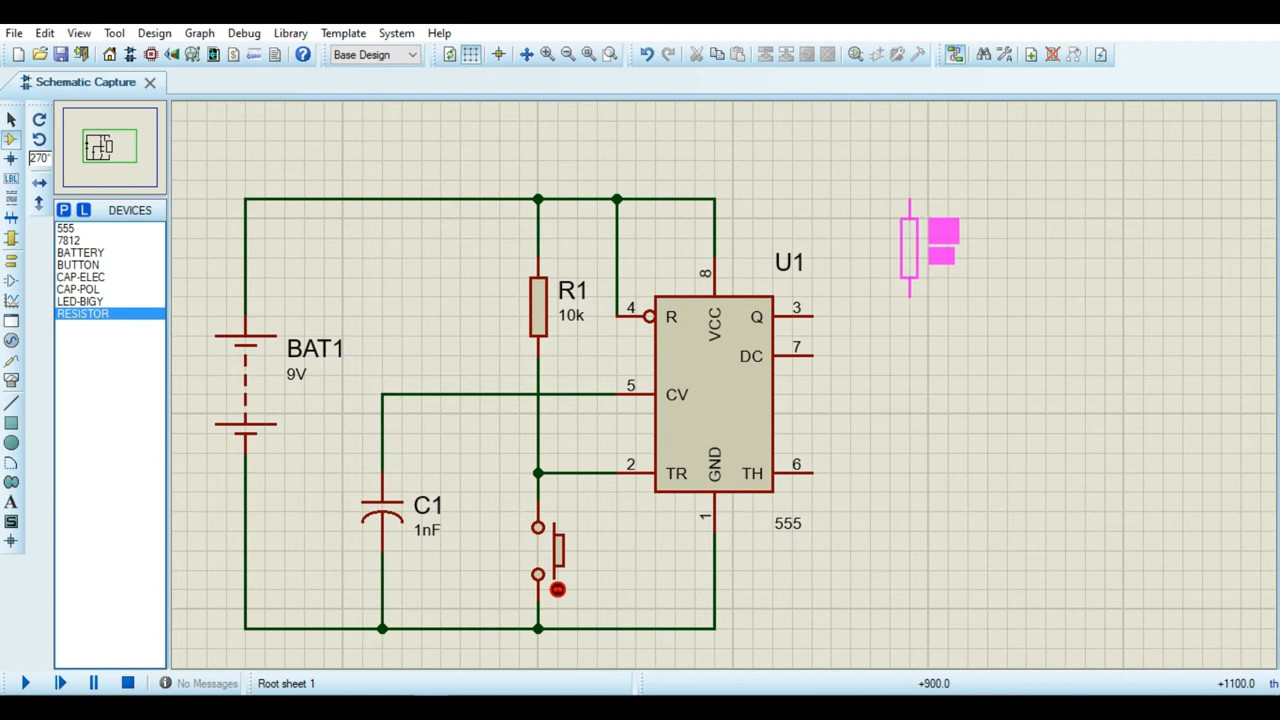 File Edit View Tool Design Graph Debug Library Template System Help
Base Design
Schematic Capture
270°
LBL
P L DEVICES
555
7812
BATTERY
BUTTON
CAP-ELEC
CAP-POL
LED-BIGY
RESISTOR
A
S
BAT1
9V
R1
10k
C1
1nF
U1
8
4 R VCC Q 3
DC 7
5 CV
2 TR GND TH 6
1
555
No Messages
Root sheet 1
+900.0
+1100.0
th